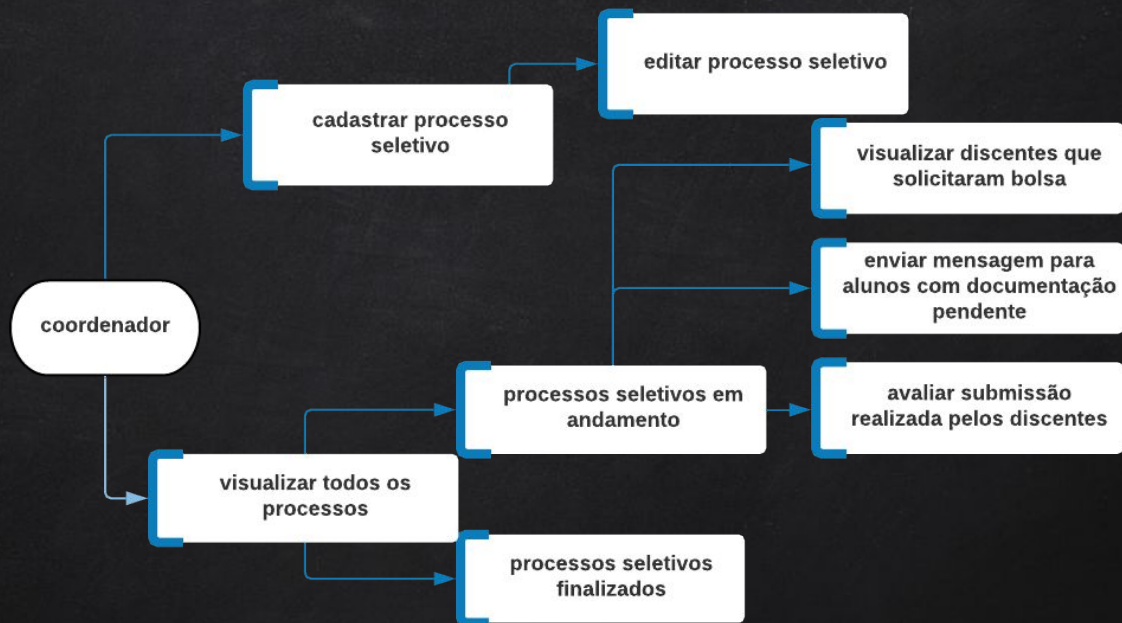 editar processo seletivo
cadastrar processo
seletivo
visualizar discentes que
solicitaram bolsa
enviar mensagem para
alunos com documentação
pendente
coordenador
processos seletivos em
andamento
avaliar submissão
realizada pelos discentes
visualizar todos os
processos
processos seletivos
finalizados